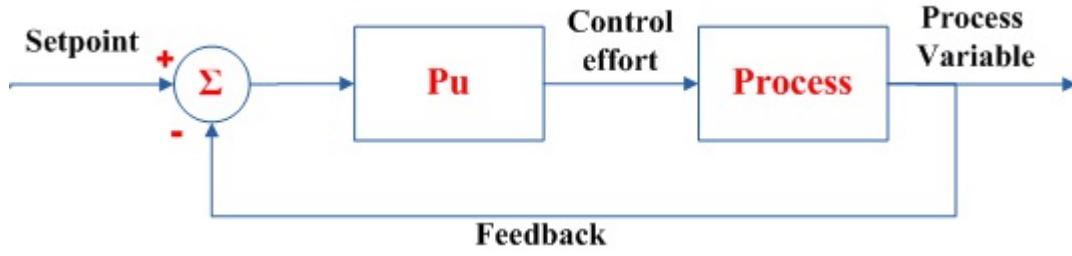 Setpoint
+
Σ
-
Pu
Control
effort
Process
Process
Variable
Feedback